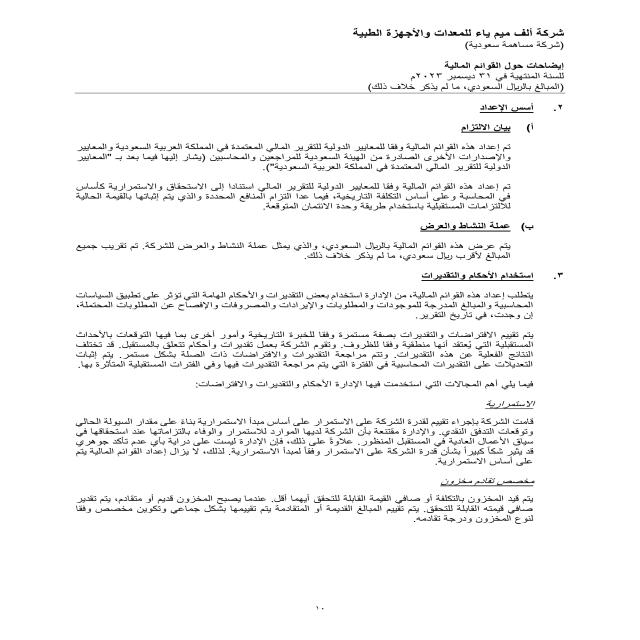 شركة ألف ميم ياء للمعدات والأجهزة الطبية
(شركة مساهمة سعودية)
إيضاحات حول القوائم المالية
للسنة المنتهية في ٣١ ديسمبر ٢٠٢٣م
(المبالغ بالريال السعودي، ما لم يذكر خلاف ذلك)
٢. أسس الإعداد
أ) بيان الالتزام
تم إعداد هذه القوائم المالية وفقا للمعايير الدولية للتقرير المالي المعتمدة في المملكة العربية السعودية والمعايير
والإصدارات الأخرى الصادرة من الهيئة السعودية للمراجعين والمحاسبين (يشار إليها فيما بعد بـ "المعايير
الدولية للتقرير المالي المعتمدة في المملكة العربية السعودية").
تم إعداد هذه القوائم المالية وفقا للمعايير الدولية للتقرير المالي استنادا إلى الاستحقاق والاستمرارية كأساس
في المحاسبة وعلى أساس التكلفة التاريخية، فيما عدا التزام المنافع المحددة والذي يتم إثباتها بالقيمة الحالية
للالتزامات المستقبلية باستخدام طريقة وحدة الائتمان المتوقعة.
ب) عملة النشاط والعرض
يتم عرض هذه القوائم المالية بالريال السعودي، والذي يمثل عملة النشاط والعرض للشركة. تم تقريب جميع
المبالغ لأقرب ريال سعودي، ما لم يذكر خلاف ذلك.
٣. استخدام الأحكام والتقديرات
يتطلب إعداد هذه القوائم المالية، من الإدارة استخدام بعض التقديرات والأحكام الهامة التي تؤثر على تطبيق السياسات
المحاسبية والمبالغ المدرجة للموجودات والمطلوبات والإيرادات والمصروفات والإفصاح عن المطلوبات المحتملة،
إن وجدت، في تاريخ التقرير.
يتم تقييم الافتراضات والتقديرات بصفة مستمرة وفقا للخبرة التاريخية وأمور أخرى بما فيها التوقعات بالأحداث
المستقبلية التي يُعتقد أنها منطقية وفقا للظروف. وتقوم الشركة بعمل تقديرات وأحكام تتعلق بالمستقبل. قد تختلف
النتائج الفعلية عن هذه التقديرات. وتتم مراجعة التقديرات والافتراضات ذات الصلة بشكل مستمر. يتم إثبات
التعديلات على التقديرات المحاسبية في الفترة التي يتم مراجعة التقديرات فيها وفي الفترات المستقبلية المتأثرة بها.
فيما يلي أهم المجالات التي استخدمت فيها الإدارة الأحكام والتقديرات والافتراضات:
الاستمرارية
قامت الشركة بإجراء تقييم لقدرة الشركة على الاستمرار على أساس مبدأ الاستمرارية بناءً على مقدار السيولة الحالي
وتوقعات التدفق النقدي. والإدارة مقتنعة بأن الشركة لديها الموارد للاستمرار والوفاء بالتزاماتها عند استحقاقها في
سياق الأعمال العادية في المستقبل المنظور. علاوةً على ذلك، فإن الإدارة ليست على دراية بأي عدم تأكد جوهري
قد يثير شكاً كبيراً بشأن قدرة الشركة على الاستمرار وفقاً لمبدأ الاستمرارية. لذلك، لا يزال إعداد القوائم المالية يتم
على أساس الاستمرارية.
مخصص تقادم مخزون
يتم قيد المخزون بالتكلفة أو صافي القيمة القابلة للتحقق أيهما أقل. عندما يصبح المخزون قديم أو متقادم، يتم تقدير
صافي قيمته القابلة للتحقق. يتم تقييم المبالغ القديمة أو المتقادمة يتم تقييمها بشكل جماعي وتكوين مخصص وفقا
لنوع المخزون ودرجة تقادمه.
١٠